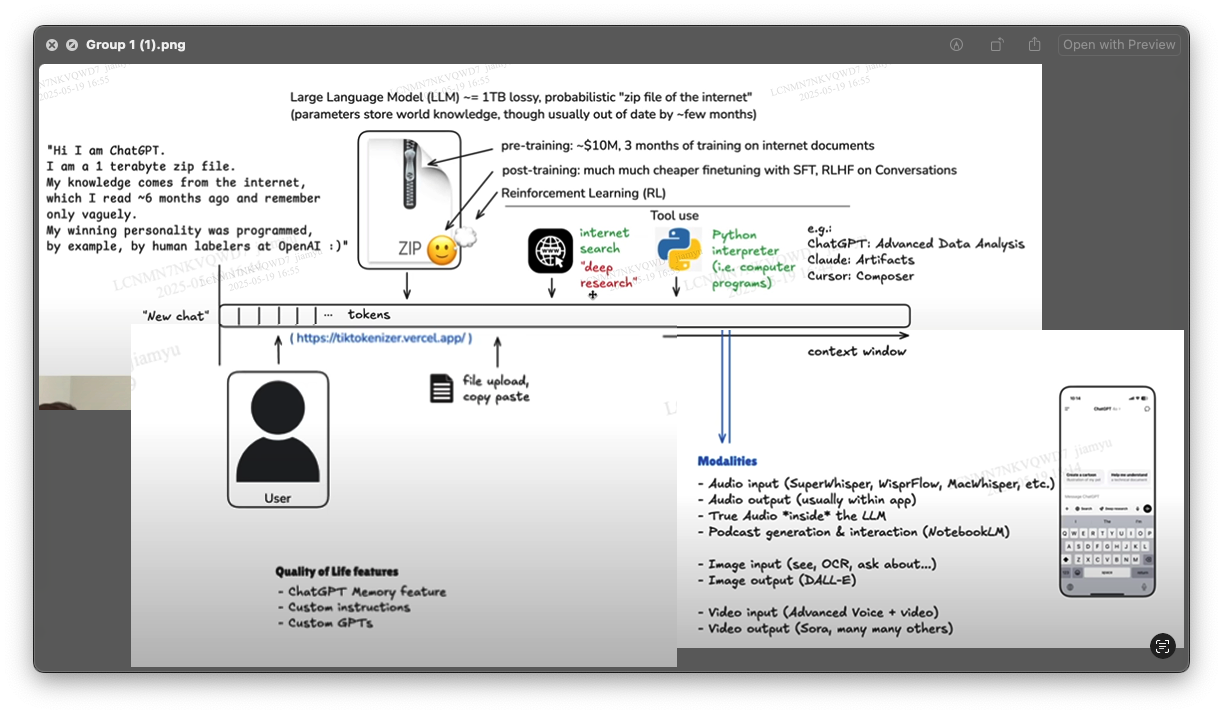 Group 1 (1).png
Open with Preview
LCNMN7NKVQWD7 jiamyu
2025-05-19 16:55
Large Language Model (LLM) ~= 1TB lossy, probabilistic "zip file of the internet"
(parameters store world knowledge, though usually out of date by ~few months)
"Hi I am ChatGPT.
I am a 1 terabyte zip file.
My knowledge comes from the internet,
which I read ~6 months ago and remember
only vaguely.
My winning personality was programmed,
by example, by human labelers at OpenAI :)"
ZIP
pre-training: ~$10M, 3 months of training on internet documents
post-training: much much cheaper finetuning with SFT, RLHF on Conversations
Reinforcement Learning (RL)
Tool use
internet
search
"deep
research"
Python
interpreter
(i.e. computer
programs)
e.g.:
ChatGPT: Advanced Data Analysis
Claude: Artifacts
Cursor: Composer
"New chat"
... tokens
( https://tiktokenizer.vercel.app/ )
context window
file upload,
copy paste
User
Quality of Life features
- ChatGPT Memory feature
- Custom instructions
- Custom GPTs
Modalities
- Audio input (SuperWhisper, WisprFlow, MacWhisper, etc.)
- Audio output (usually within app)
- True Audio *inside* the LLM
- Podcast generation & interaction (NotebookLM)
- Image input (see, OCR, ask about...)
- Image output (DALL-E)
- Video input (Advanced Voice + video)
- Video output (Sora, many many others)
ChatGPT
Create a cartoon
Help me understand
a technical document
Message ChatGPT
Search
Deep research
I
The
I'm
Q W E R T Y U I O P
A S D F G H J K L
Z X C V B N M
space